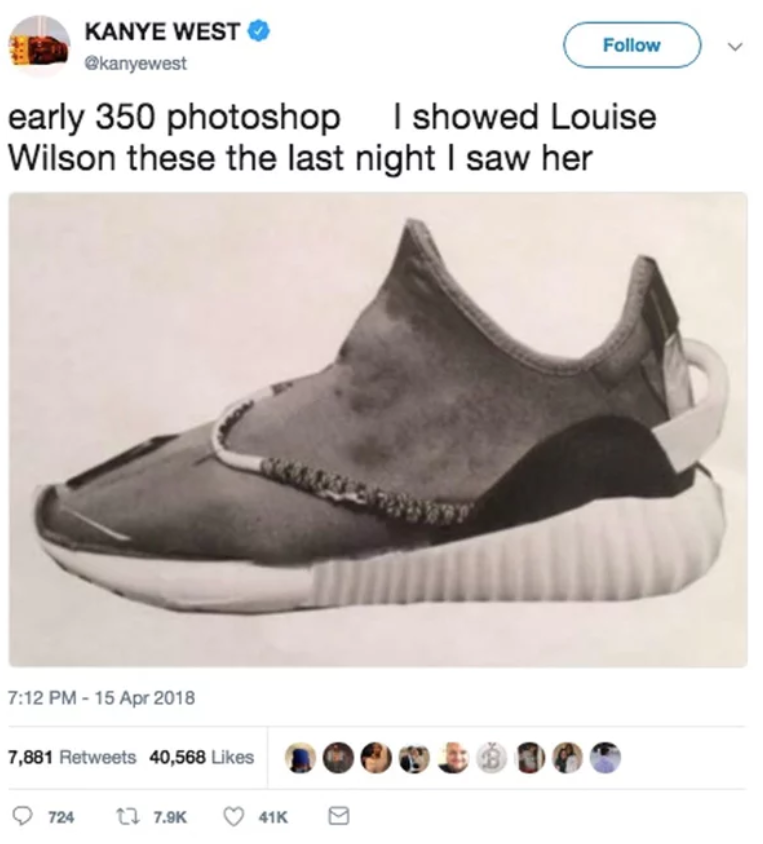 KANYE WEST
@kanyewest
Follow
early 350 photoshop I showed Louise
Wilson these the last night I saw her
7:12 PM - 15 Apr 2018
7,881 Retweets 40,568 Likes
724 7.9K 41K